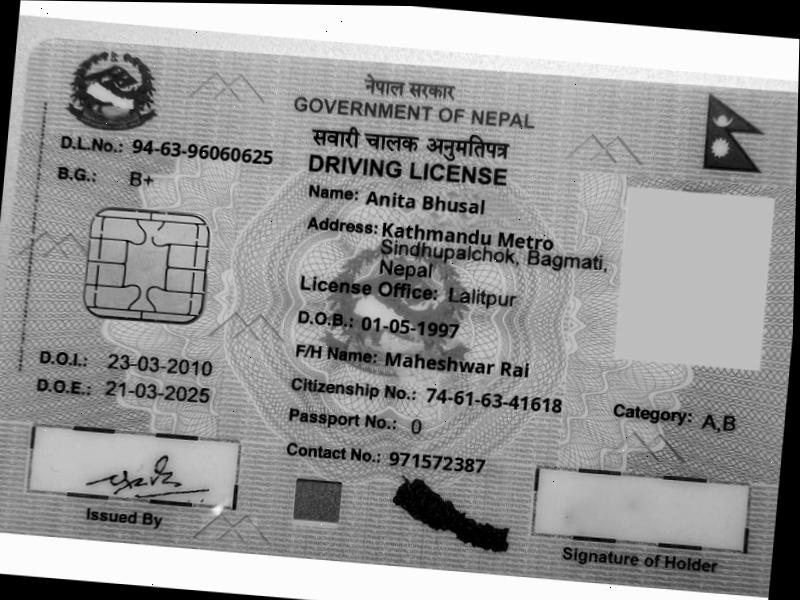 नेपाल सरकार
GOVERNMENT OF NEPAL
सवारी चालक अनुमतिपत्र
DRIVING LICENSE
D.L.No.: 94-63-96060625
B.G.: B+
Name: Anita Bhusal
Address: Kathmandu Metro
Sindhupalchok, Bagmati,
Nepal
License Office: Lalitpur
D.O.B.: 01-05-1997
F/H Name: Maheshwar Rai
D.O.I.: 23-03-2010
D.O.E.: 21-03-2025
Citizenship No.: 74-61-63-41618
Category: A,B
Passport No.: 0
Contact No.: 971572387
Issued By
Signature of Holder